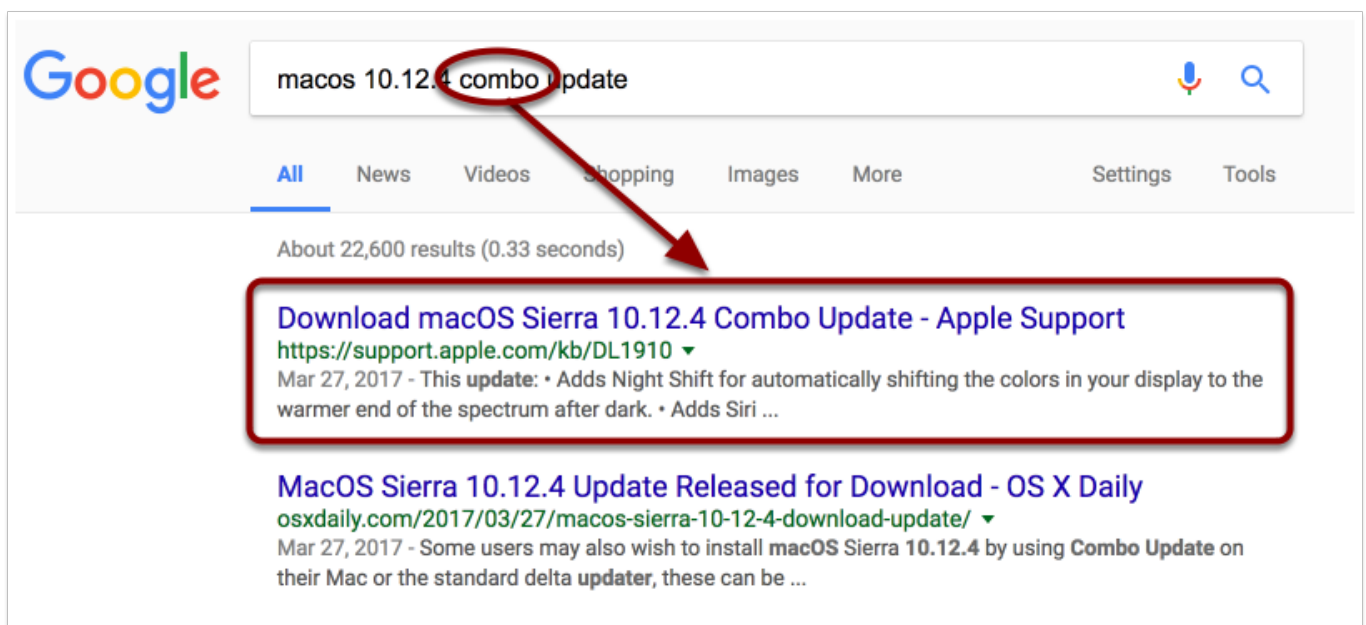 Google
macos 10.12.4 combo update
All News Videos Shopping Images More Settings Tools
About 22,600 results (0.33 seconds)
Download macOS Sierra 10.12.4 Combo Update - Apple Support
https://support.apple.com/kb/DL1910
Mar 27, 2017 - This update: • Adds Night Shift for automatically shifting the colors in your display to the
warmer end of the spectrum after dark. • Adds Siri ...
MacOS Sierra 10.12.4 Update Released for Download - OS X Daily
osxdaily.com/2017/03/27/macos-sierra-10-12-4-download-update/
Mar 27, 2017 - Some users may also wish to install macOS Sierra 10.12.4 by using Combo Update on
their Mac or the standard delta updater, these can be ...